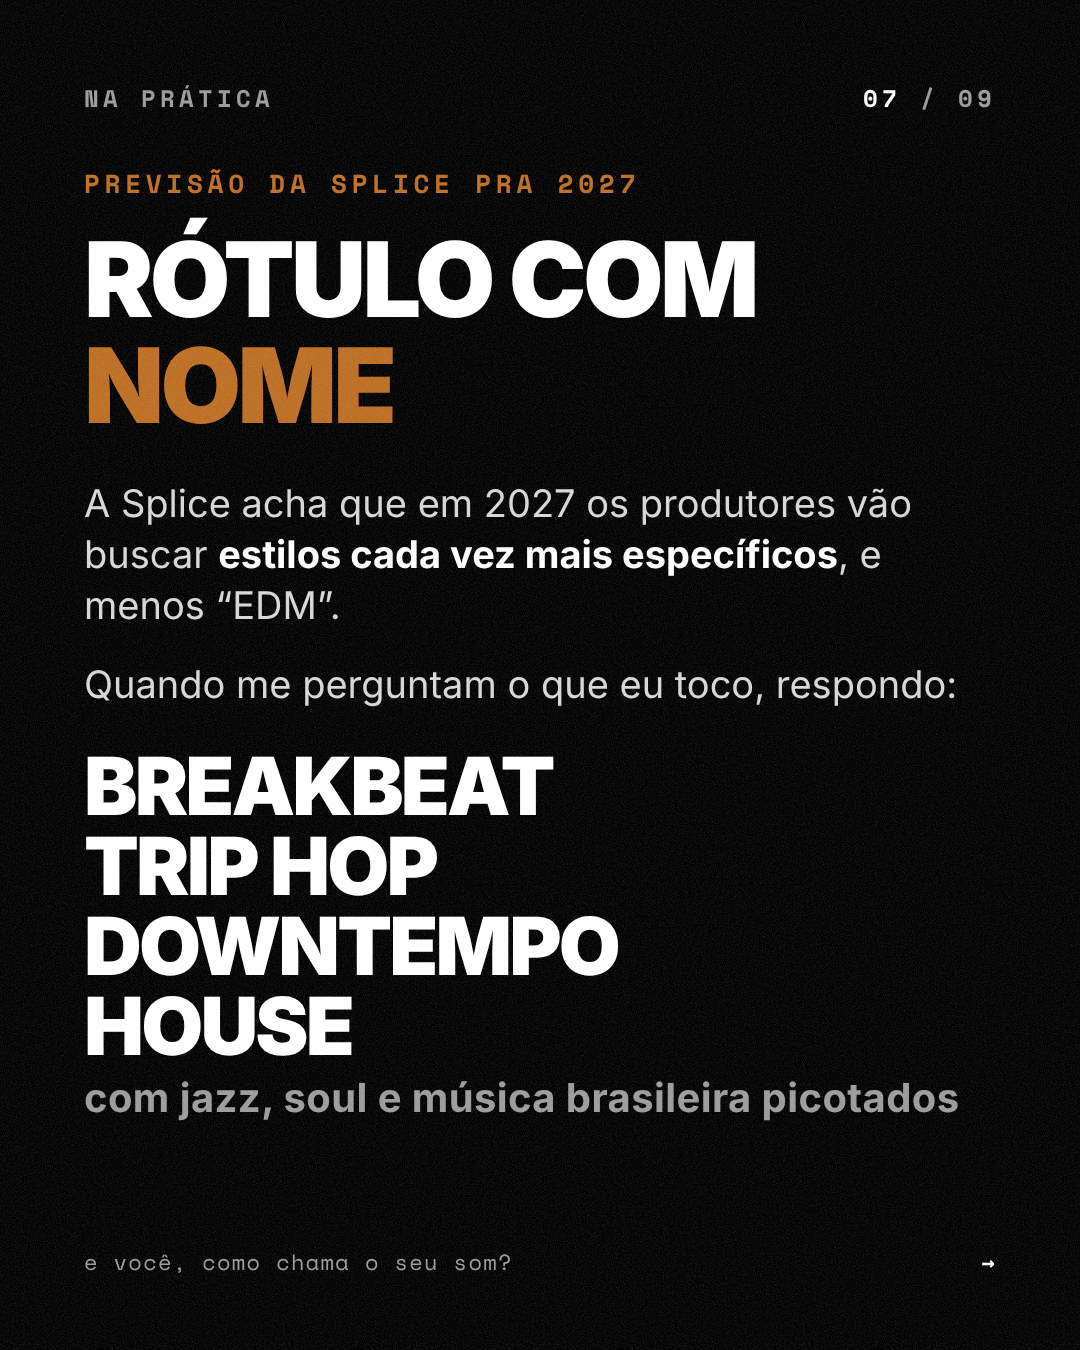 NA PRÁTICA
07 / 09
PREVISÃO DA SPLICE PRA 2027
RÓTULO COM
NOME
A Splice acha que em 2027 os produtores vão
buscar estilos cada vez mais específicos, e
menos “EDM”.
Quando me perguntam o que eu toco, respondo:
BREAKBEAT
TRIP HOP
DOWNTEMPO
HOUSE
com jazz, soul e música brasileira picotados
e você, como chama o seu som?
→